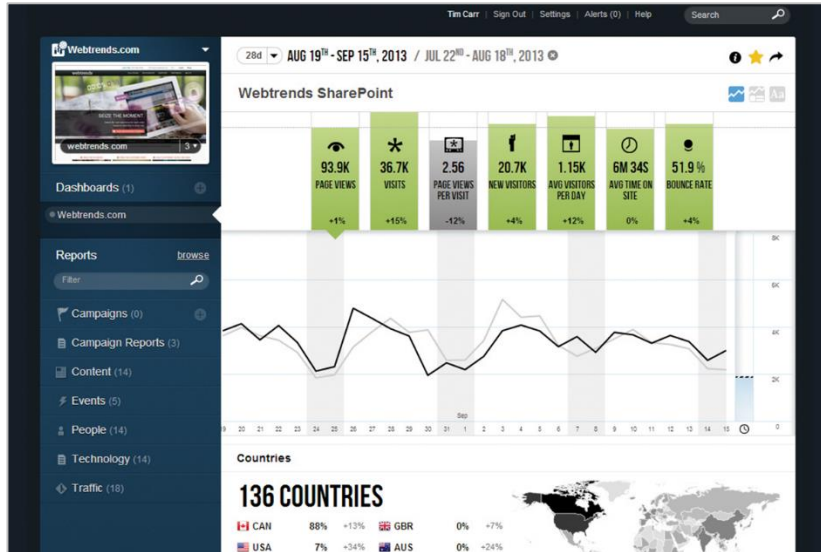 Tim Carr | Sign Out | Settings | Alerts (0) | Help Search
Webtrends.com
SEIZE THE MOMENT
webtrends.com 3
Dashboards (1)
Webtrends.com
Reports browse
Filter
Campaigns (0)
Campaign Reports (3)
Content (14)
Events (5)
People (14)
Technology (14)
Traffic (18)
28d AUG 19TH - SEP 15TH, 2013 / JUL 22ND - AUG 18TH, 2013
Webtrends SharePoint
Aa
93.9K
PAGE VIEWS
+1%
36.7K
VISITS
+15%
2.56
PAGE VIEWS
PER VISIT
-12%
20.7K
NEW VISITORS
+4%
1.15K
AVG VISITORS
PER DAY
+12%
6M 34S
AVG TIME ON
SITE
0%
51.9 %
BOUNCE RATE
+4%
8K
6K
4K
2K
0
Sep
19 20 21 22 23 24 25 26 27 28 29 30 31 1 2 3 4 5 6 7 8 9 10 11 12 13 14 15
Countries
136 COUNTRIES
CAN 88% +13% GBR 0% +7%
USA 7% +34% AUS 0% +24%